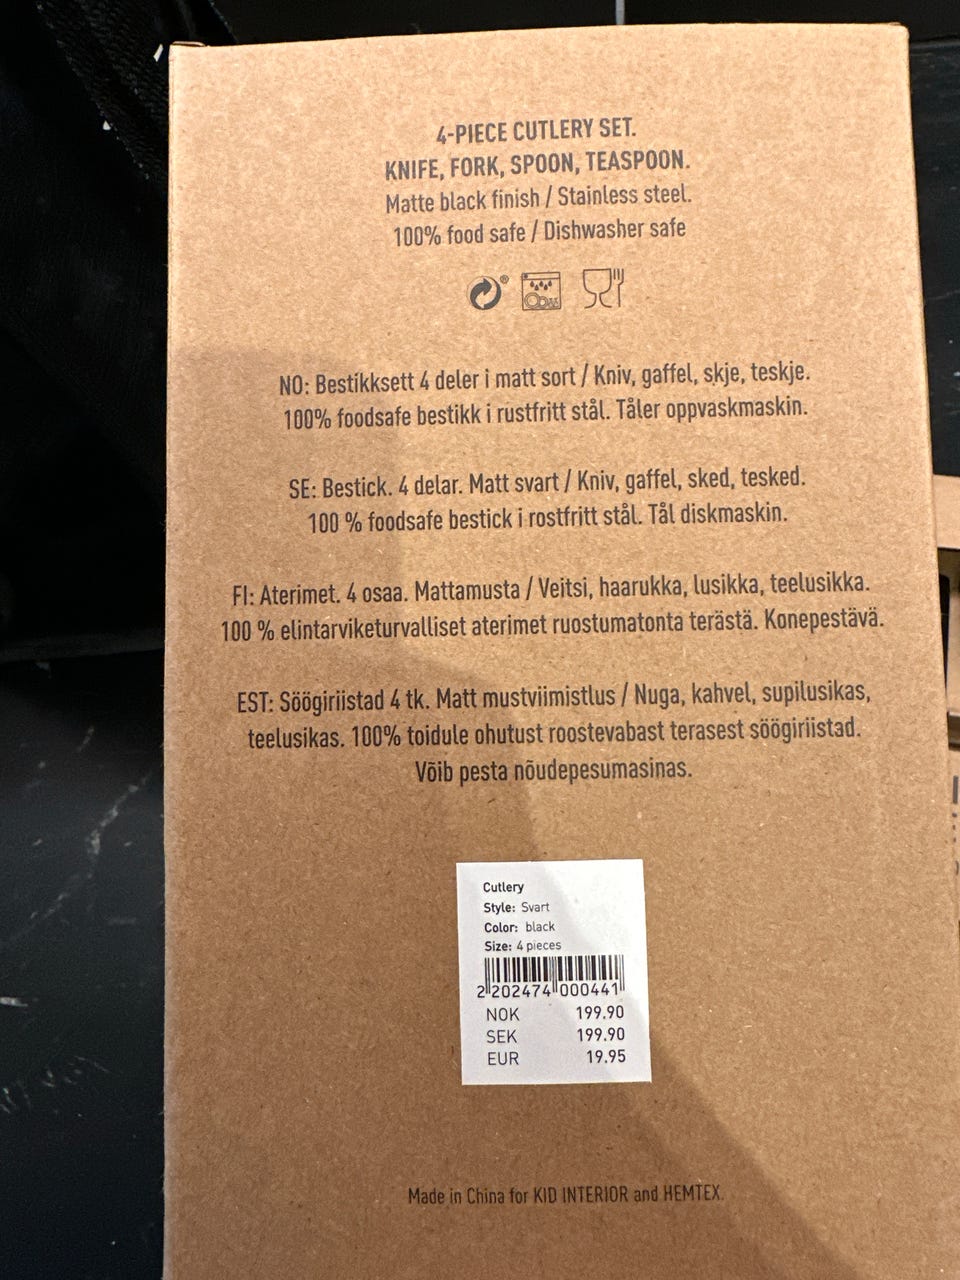 4-PIECE CUTLERY SET.
KNIFE, FORK, SPOON, TEASPOON.
Matte black finish / Stainless steel.
100% food safe / Dishwasher safe
NO: Bestikksett 4 deler i matt sort / Kniv, gaffel, skje, teskje.
100% foodsafe bestikk i rustfritt stål. Tåler oppvaskmaskin.
SE: Bestick. 4 delar. Matt svart / Kniv, gaffel, sked, tesked.
100 % foodsafe bestick i rostfritt stål. Tål diskmaskin.
FI: Aterimet. 4 osaa. Mattamusta / Veitsi, haarukka, lusikka, teelusikka.
100 % elintarviketurvalliset aterimet ruostumatonta terästä. Konepestävä.
EST: Söögiriistad 4 tk. Matt mustviimistlus / Nuga, kahvel, supilusikas,
teelusikas. 100% toidule ohutust roostevabast terasest söögiriistad.
Võib pesta nõudepesumasinas.
Cutlery
Style: Svart
Color: black
Size: 4 pieces
2 202474 000441
NOK 199.90
SEK 199.90
EUR 19.95
Made in China for KID INTERIOR and HEMTEX.